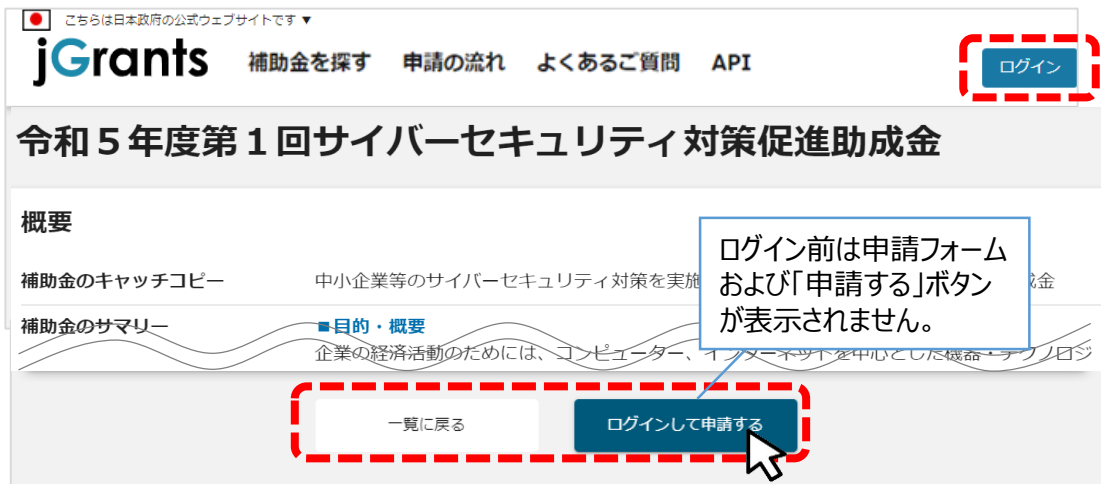 こちらは日本政府の公式ウェブサイトです ▼
jGrants 補助金を探す 申請の流れ よくあるご質問 API ログイン
令和５年度第１回サイバーセキュリティ対策促進助成金
概要
補助金のキャッチコピー 中小企業等のサイバーセキュリティ対策を実施 成金
ログイン前は申請フォーム
および「申請する」ボタン
が表示されません。
補助金のサマリー ■目的・概要
企業の経済活動のためには、コンピューター、インターネットを中心とした機器・テクノロジ
一覧に戻る ログインして申請する